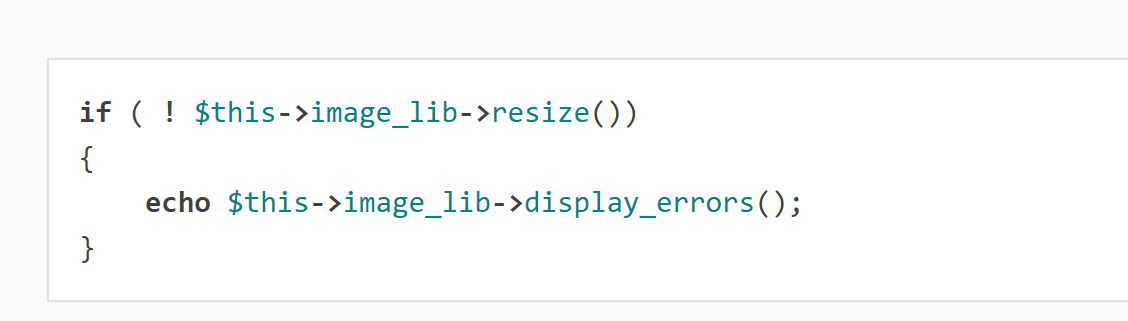 if ( ! $this->image_lib->resize())
{
    echo $this->image_lib->display_errors();
}